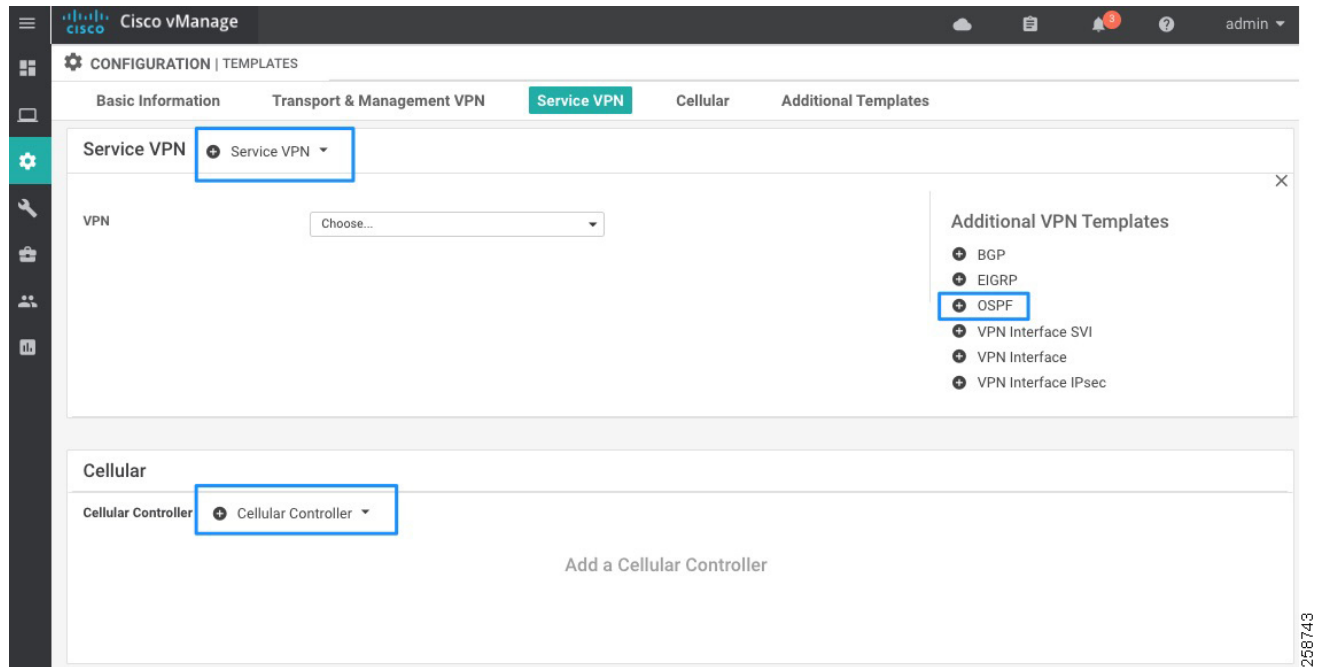 cisco Cisco vManage 3 admin
CONFIGURATION | TEMPLATES
Basic Information Transport & Management VPN Service VPN Cellular Additional Templates
Service VPN Service VPN
VPN Choose... Additional VPN Templates
BGP
EIGRP
OSPF
VPN Interface SVI
VPN Interface
VPN Interface IPsec
Cellular
Cellular Controller Cellular Controller
Add a Cellular Controller
258743